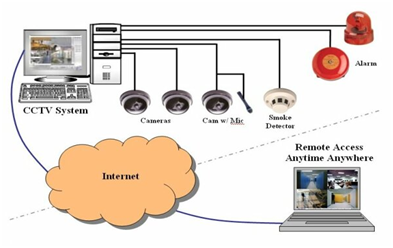 Alarm
CCTV System
Cameras
Cam w/ Mic
Smoke
Detector
Remote Access
Anytime Anywhere
Internet